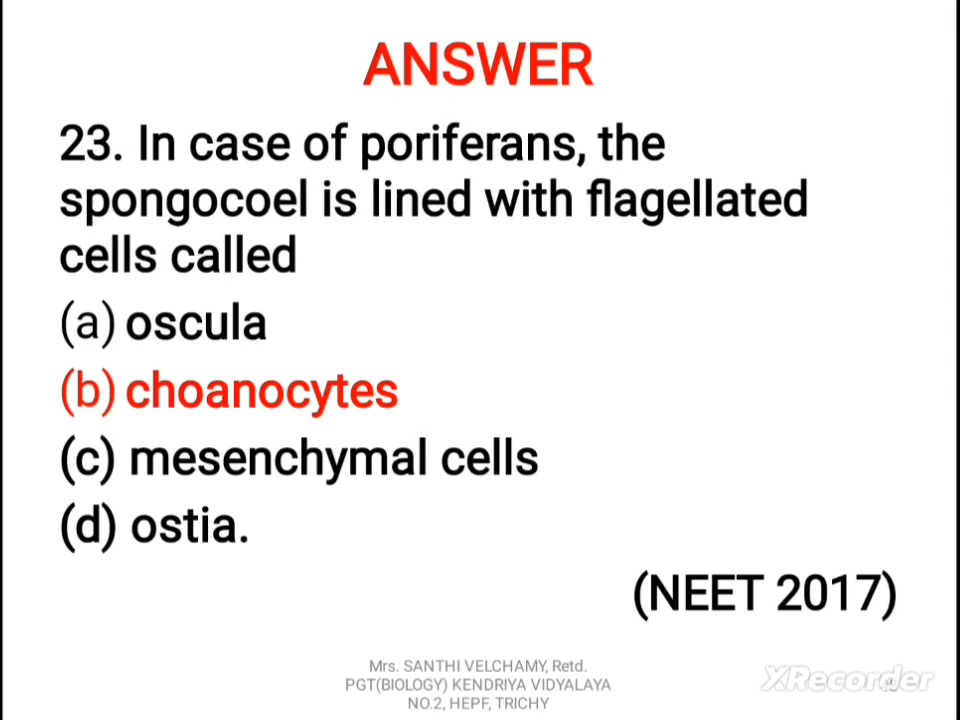 ANSWER
23. In case of poriferans, the
spongocoel is lined with flagellated
cells called
(a) oscula
(b) choanocytes
(c) mesenchymal cells
(d) ostia.
(NEET 2017)
Mrs. SANTHI VELCHAMY, Retd.
PGT(BIOLOGY) KENDRIYA VIDYALAYA
NO.2, HEPF, TRICHY
XRecorder